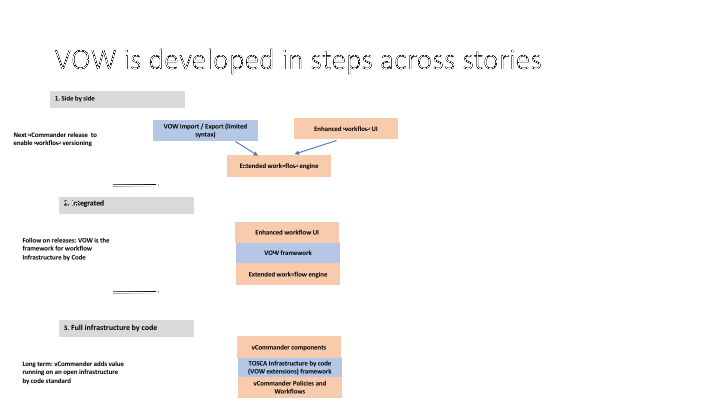 VOW is developed in steps across stories
1. Side by side
Next vCommander release to
enable workflow versioning
VOW import / Export (limited
syntax)
Enhanced workflow UI
Extended work=flow engine
2. Integrated
Follow on releases: VOW is the
framework for workflow
Infrastructure by Code
Enhanced workflow UI
VOW framework
Extended work=flow engine
3. Full infrastructure by code
Long term: vCommander adds value
running on an open infrastructure
by code standard
vCommander components
TOSCA Infrastructure by code
(VOW extensions) framework
vCommander Policies and
Workflows